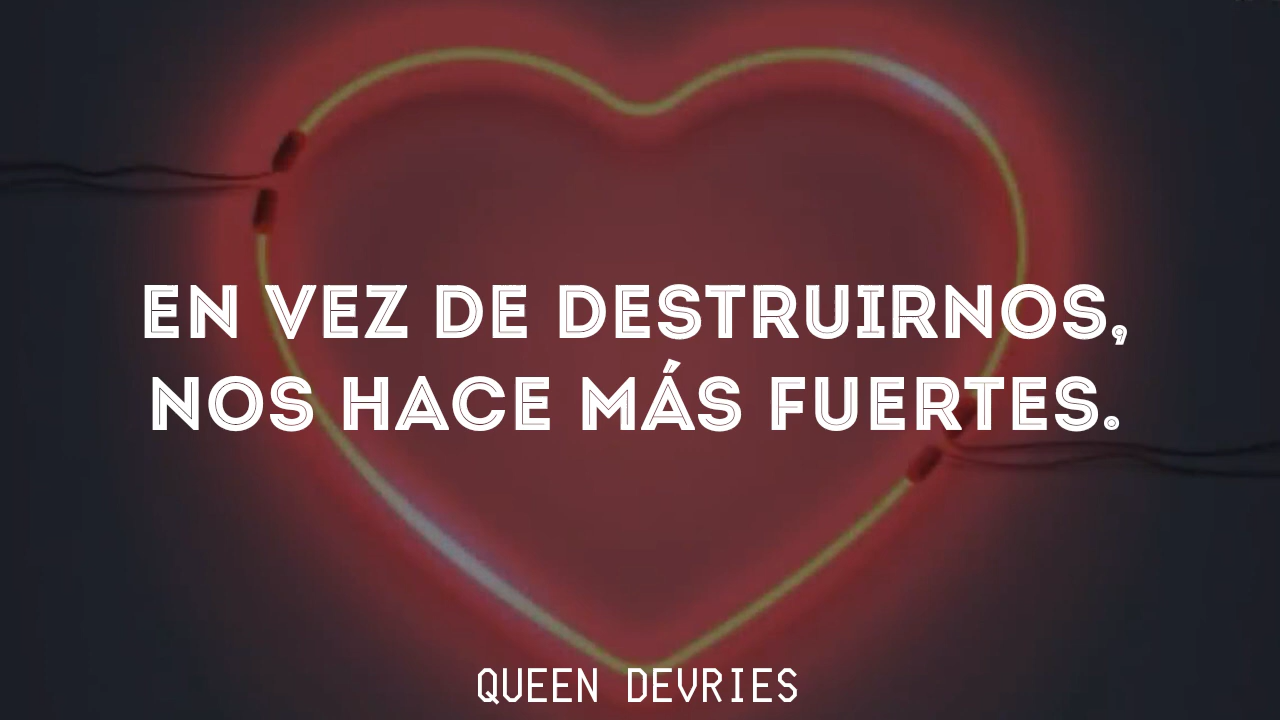 EN VEZ DE DESTRUIRNOS,
NOS HACE MÁS FUERTES.
QUEEN DEVRIES